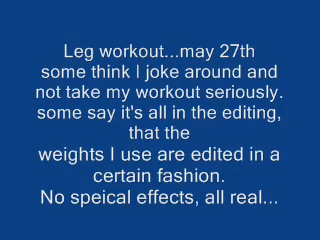 Leg workout...may 27th
some think I joke around and
not take my workout seriously.
some say it's all in the editing,
that the
weights I use are edited in a
certain fashion.
No speical effects, all real...